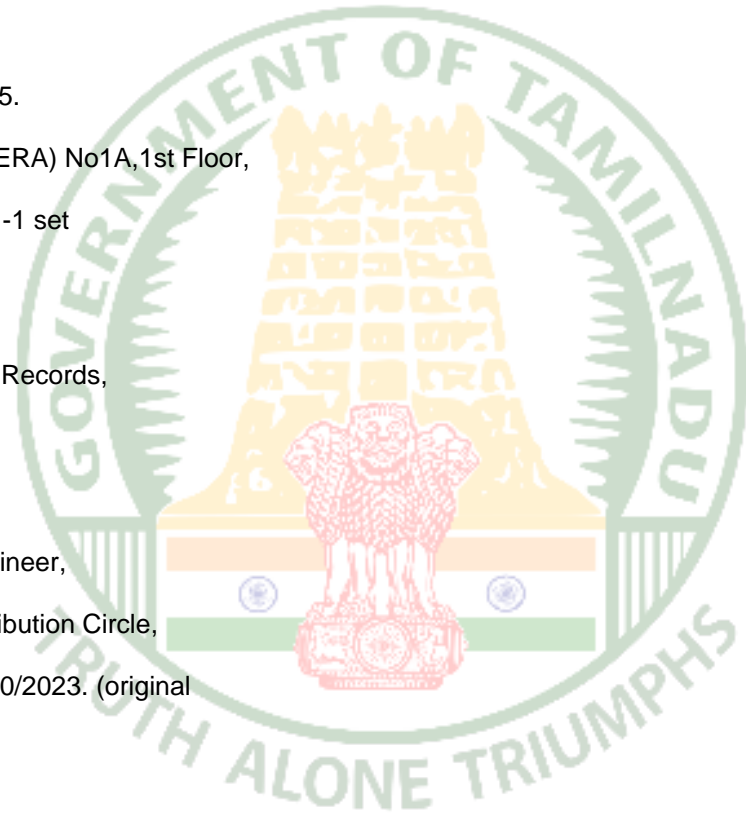 GOVERNMENT OF TAMILNADU
5.
ERA) No1A,1st Floor,
-1 set
Records,
ineer,
ibution Circle,
0/2023. (original
TRUTH ALONE TRIUMPHS